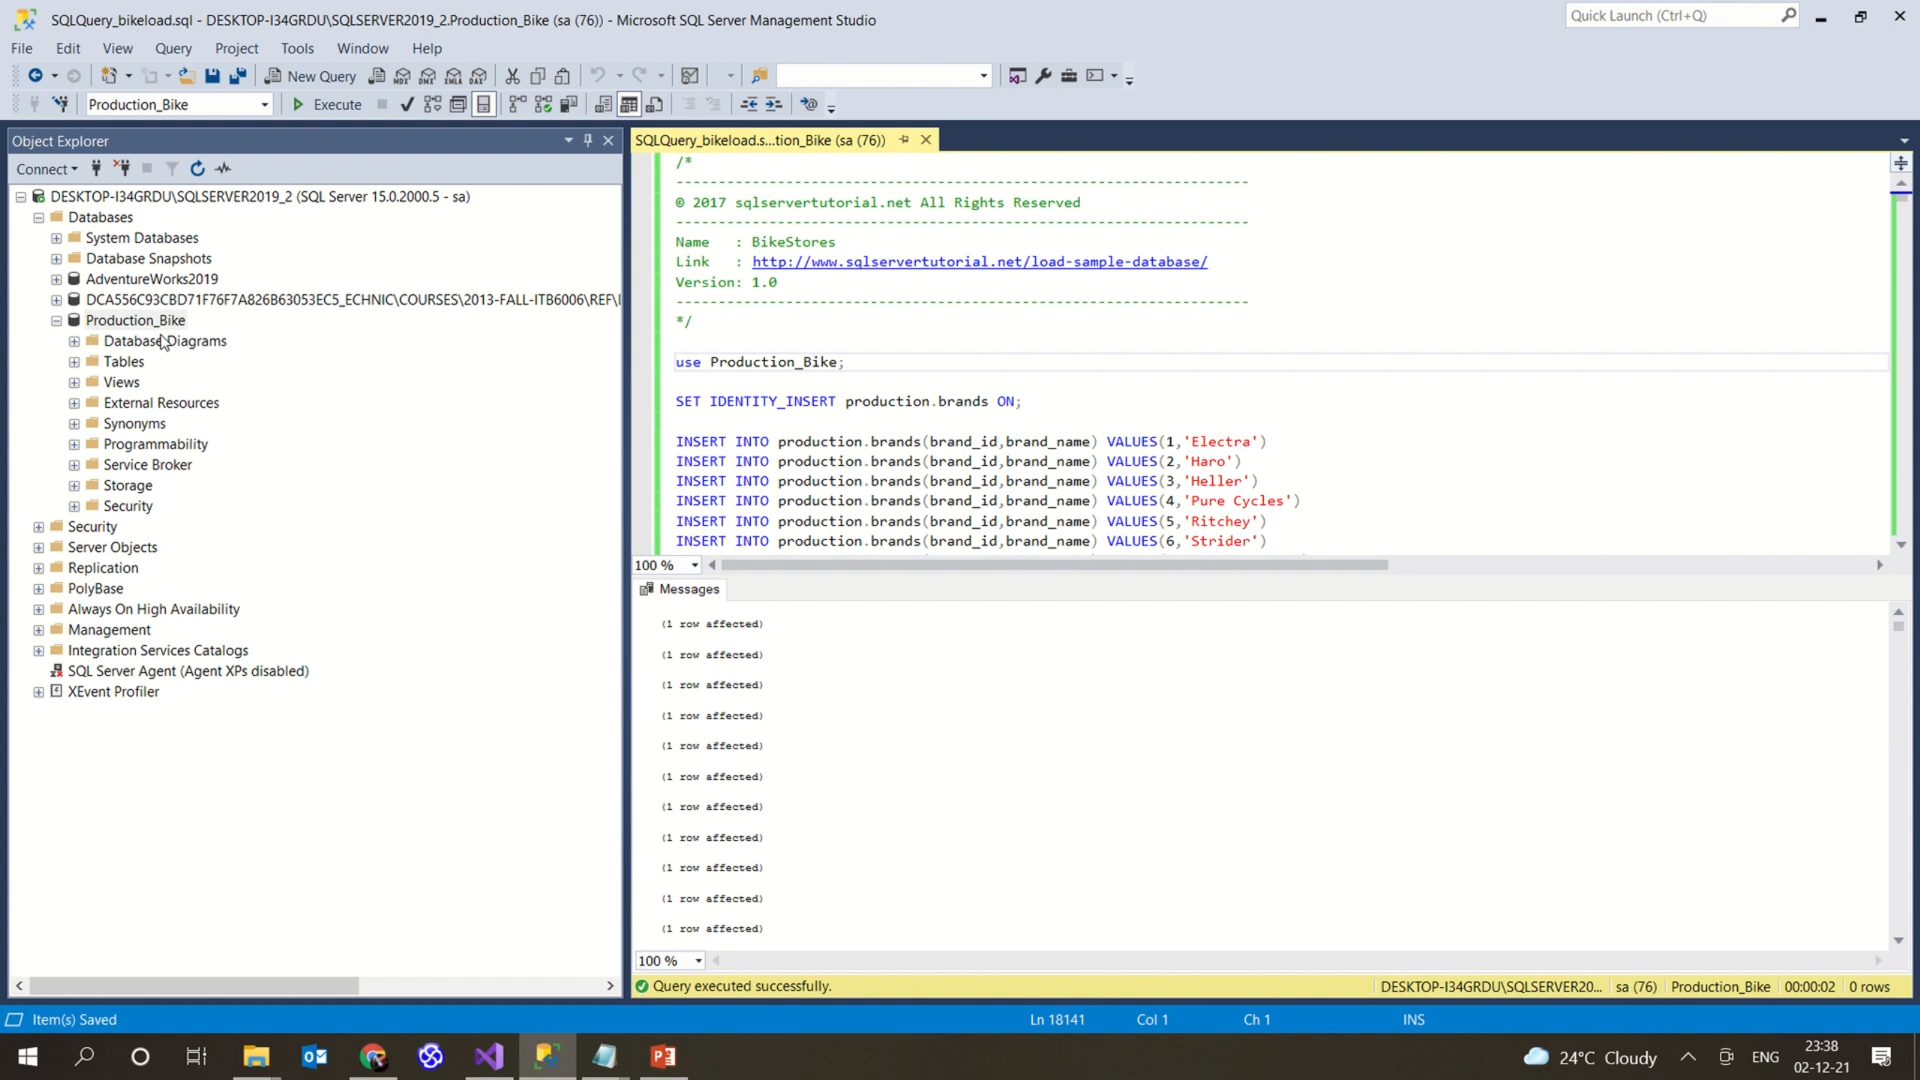 SQLQuery_bikeload.sql - DESKTOP-I34GRDU\SQLSERVER2019_2.Production_Bike (sa (76)) - Microsoft SQL Server Management Studio
Quick Launch (Ctrl+Q)
File Edit View Query Project Tools Window Help
New Query
MDX DMX XMLA DAX
Production_Bike
Execute
Object Explorer
Connect
DESKTOP-I34GRDU\SQLSERVER2019_2 (SQL Server 15.0.2000.5 - sa)
Databases
System Databases
Database Snapshots
AdventureWorks2019
DCA556C93CBD71F76F7A826B63053EC5_ECHNIC\COURSES\2013-FALL-ITB6006\REF\
Production_Bike
Database Diagrams
Tables
Views
External Resources
Synonyms
Programmability
Service Broker
Storage
Security
Security
Server Objects
Replication
PolyBase
Always On High Availability
Management
Integration Services Catalogs
SQL Server Agent (Agent XPs disabled)
XEvent Profiler
SQLQuery_bikeload.s...tion_Bike (sa (76))
/*
--------------------------------------------------------------------
© 2017 sqlservertutorial.net All Rights Reserved
--------------------------------------------------------------------
Name   : BikeStores
Link   : http://www.sqlservertutorial.net/load-sample-database/
Version: 1.0
--------------------------------------------------------------------
*/
use Production_Bike;
SET IDENTITY_INSERT production.brands ON;
INSERT INTO production.brands(brand_id,brand_name) VALUES(1,'Electra')
INSERT INTO production.brands(brand_id,brand_name) VALUES(2,'Haro')
INSERT INTO production.brands(brand_id,brand_name) VALUES(3,'Heller')
INSERT INTO production.brands(brand_id,brand_name) VALUES(4,'Pure Cycles')
INSERT INTO production.brands(brand_id,brand_name) VALUES(5,'Ritchey')
INSERT INTO production.brands(brand_id,brand_name) VALUES(6,'Strider')
100 %
Messages
(1 row affected)
(1 row affected)
(1 row affected)
(1 row affected)
(1 row affected)
(1 row affected)
(1 row affected)
(1 row affected)
(1 row affected)
(1 row affected)
(1 row affected)
100 %
Query executed successfully.
DESKTOP-I34GRDU\SQLSERVER20... sa (76) Production_Bike 00:00:02 0 rows
Item(s) Saved
Ln 18141 Col 1 Ch 1 INS
24°C Cloudy
ENG
23:38
02-12-21